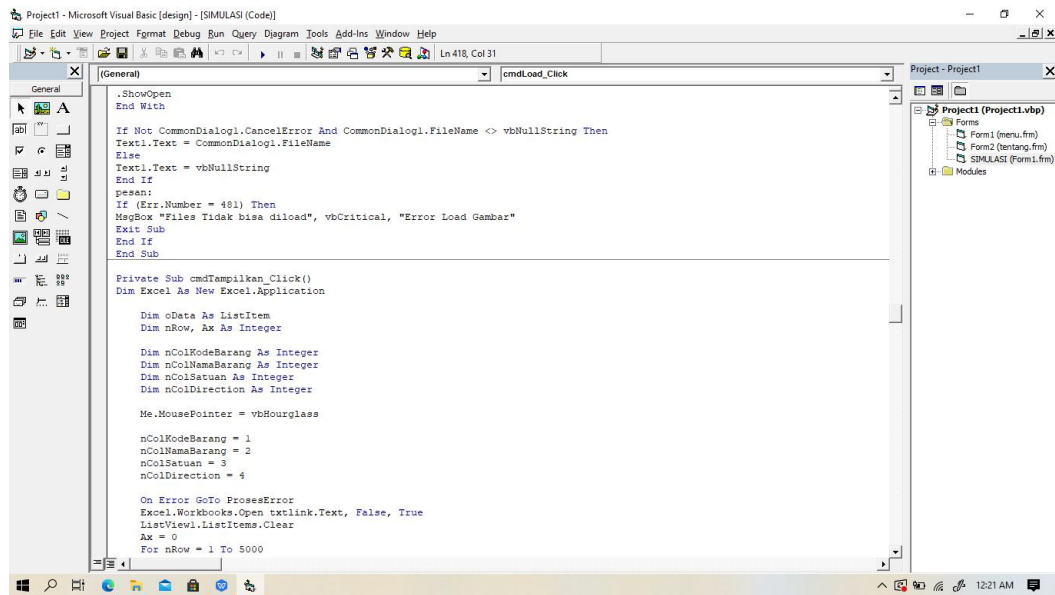 Project1 - Microsoft Visual Basic [design] - [SIMULASI (Code)]
File Edit View Project Format Debug Run Query Diagram Tools Add-Ins Window Help
Ln 418, Col 31
General
(General)
cmdLoad_Click
.ShowOpen
End With
If Not CommonDialog1.CancelError And CommonDialog1.FileName <> vbNullString Then
Text1.Text = CommonDialog1.FileName
Else
Text1.Text = vbNullString
End If
pesan:
If (Err.Number = 481) Then
MsgBox "Files Tidak bisa diload", vbCritical, "Error Load Gambar"
Exit Sub
End If
End Sub
Private Sub cmdTampilkan_Click()
Dim Excel As New Excel.Application
Dim oData As ListItem
Dim nRow, Ax As Integer
Dim nColKodeBarang As Integer
Dim nColNamaBarang As Integer
Dim nColSatuan As Integer
Dim nColDirection As Integer
Me.MousePointer = vbHourglass
nColKodeBarang = 1
nColNamaBarang = 2
nColSatuan = 3
nColDirection = 4
On Error GoTo ProsesError
Excel.Workbooks.Open txtlink.Text, False, True
ListView1.ListItems.Clear
Ax = 0
For nRow = 1 To 5000
Project - Project1
Project1 (Project1.vbp)
Forms
Form1 (menu.frm)
Form2 (tentang.frm)
SIMULASI (Form1.frm)
Modules
12:21 AM